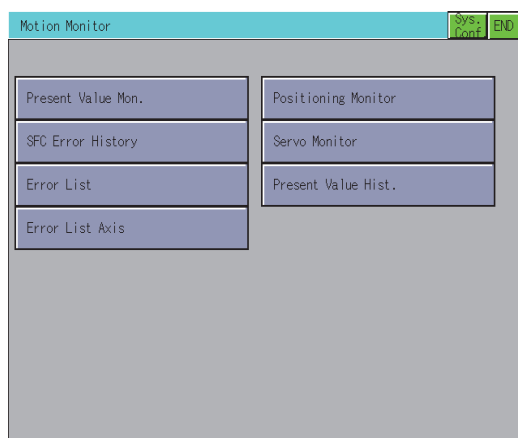 Motion Monitor
Sys. Conf
END
Present Value Mon.
Positioning Monitor
SFC Error History
Servo Monitor
Error List
Present Value Hist.
Error List Axis